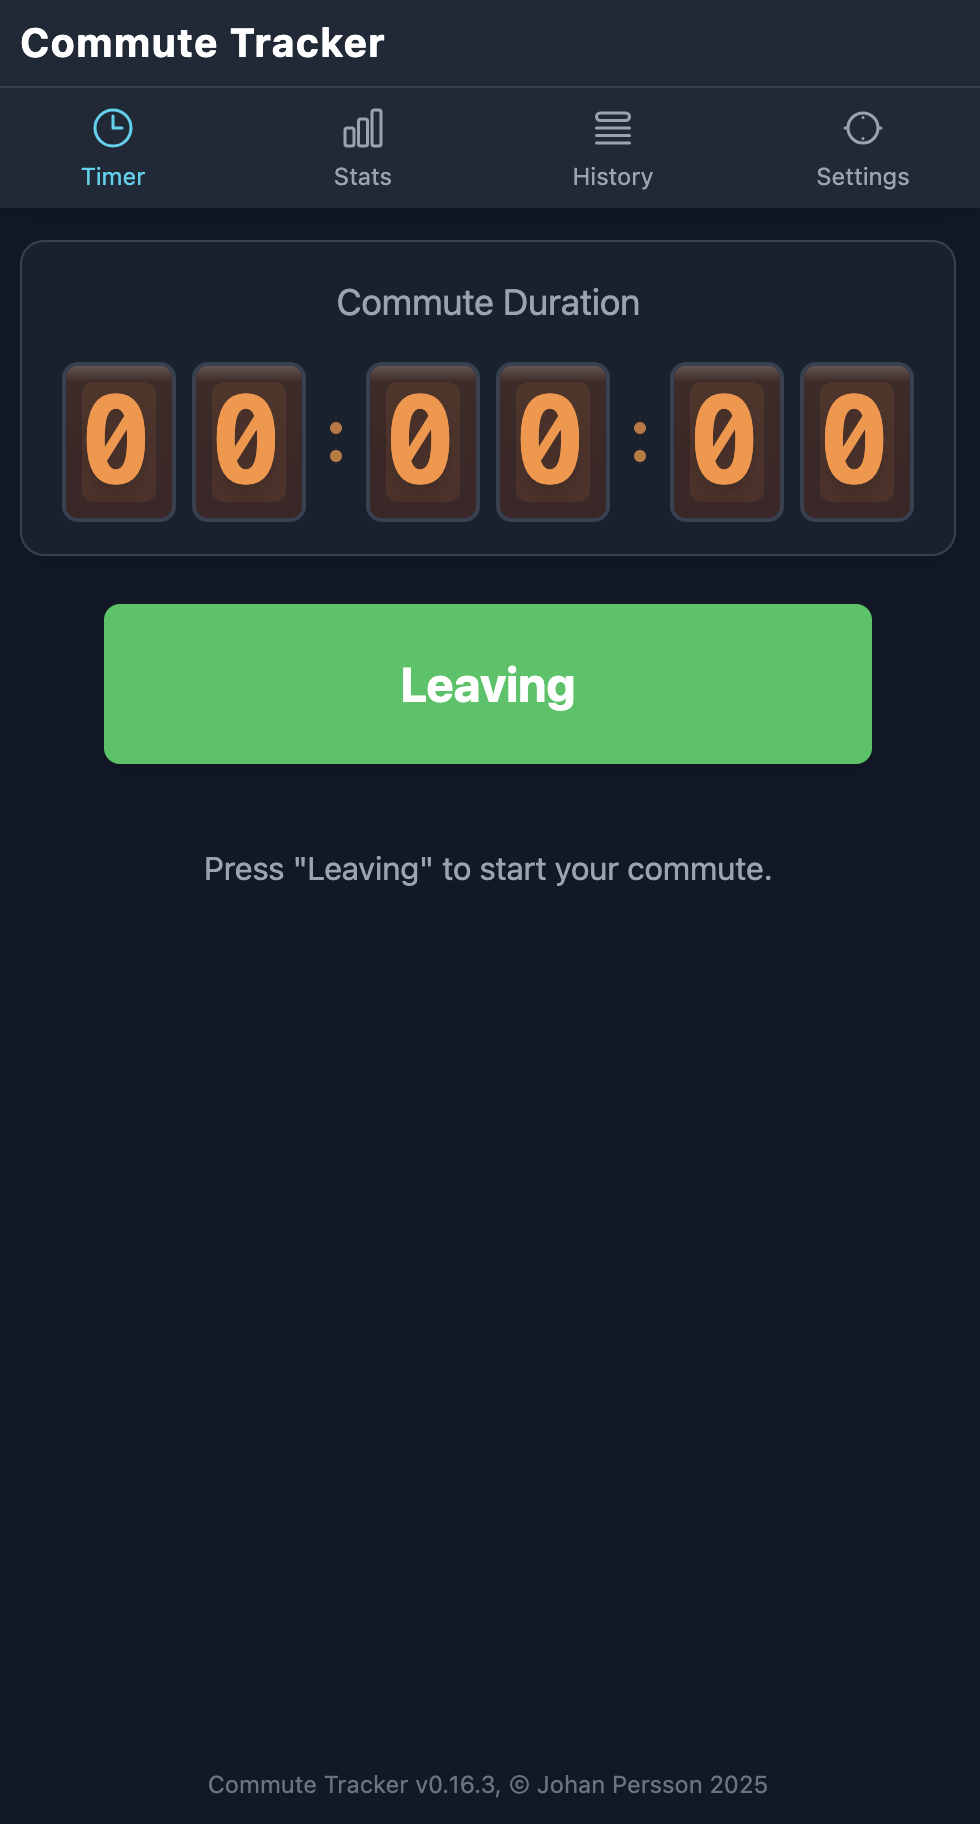 Commute Tracker
Timer Stats History Settings
Commute Duration
00:00:00
Leaving
Press "Leaving" to start your commute.
Commute Tracker v0.16.3, © Johan Persson 2025